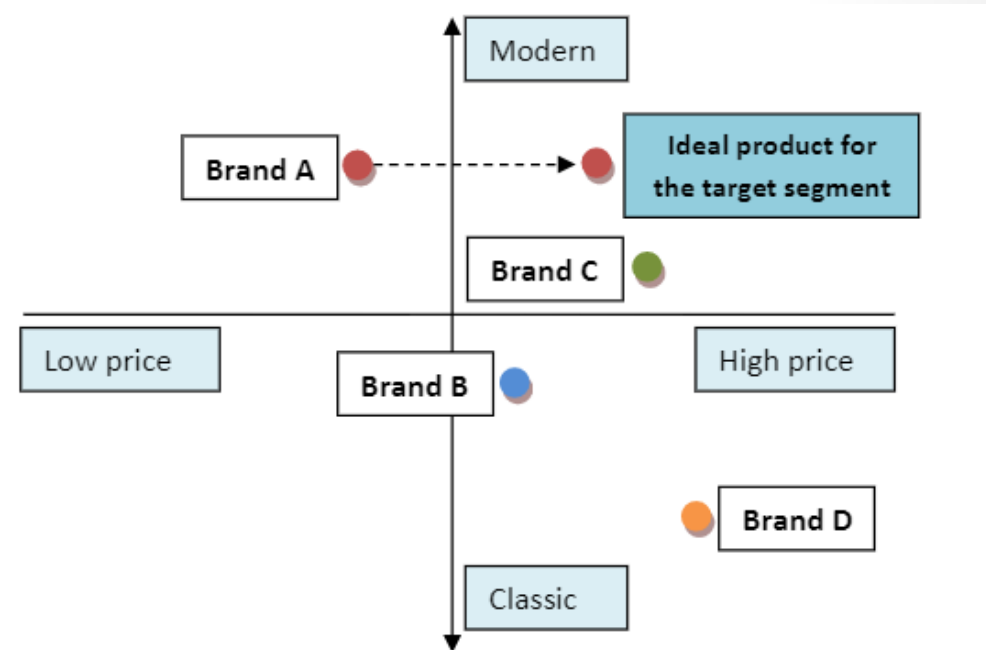 Modern
Brand A
Ideal product for
the target segment
Brand C
Low price
High price
Brand B
Brand D
Classic